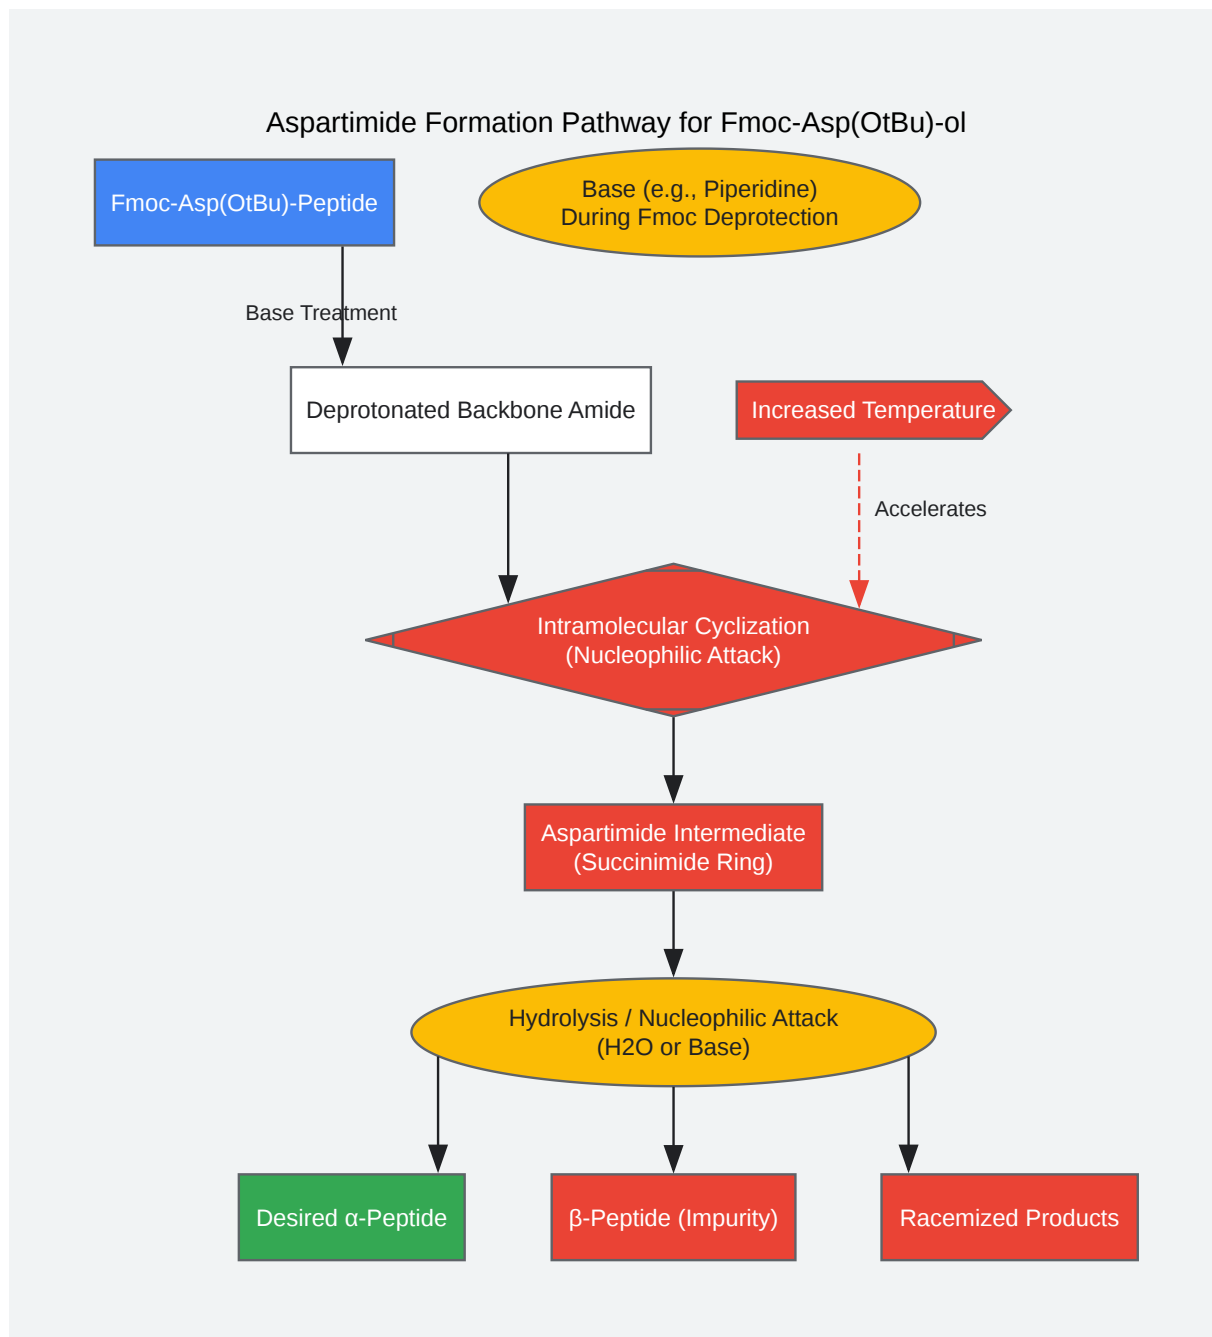 Aspartimide Formation Pathway for Fmoc-Asp(OtBu)-ol
Fmoc-Asp(OtBu)-Peptide
Base (e.g., Piperidine)
During Fmoc Deprotection
Base Treatment
Deprotonated Backbone Amide
Increased Temperature
Accelerates
Intramolecular Cyclization
(Nucleophilic Attack)
Aspartimide Intermediate
(Succinimide Ring)
Hydrolysis / Nucleophilic Attack
(H2O or Base)
Desired α-Peptide
β-Peptide (Impurity)
Racemized Products